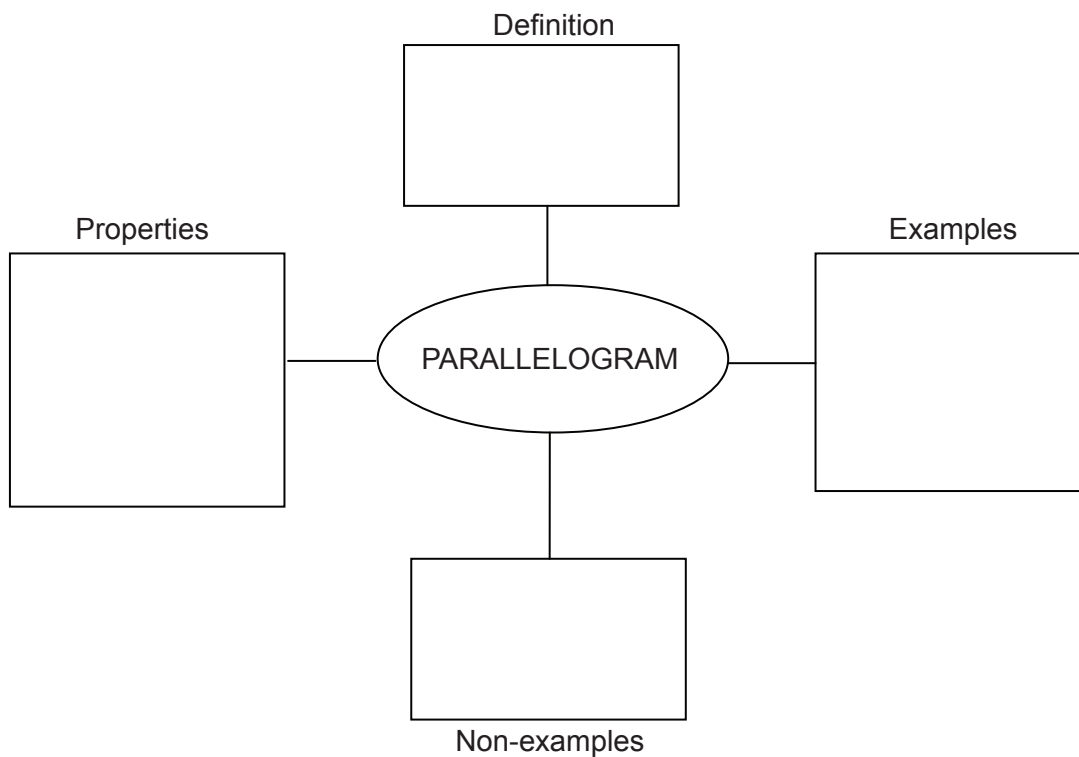 Definition
Properties
Examples
PARALLELOGRAM
Non-examples